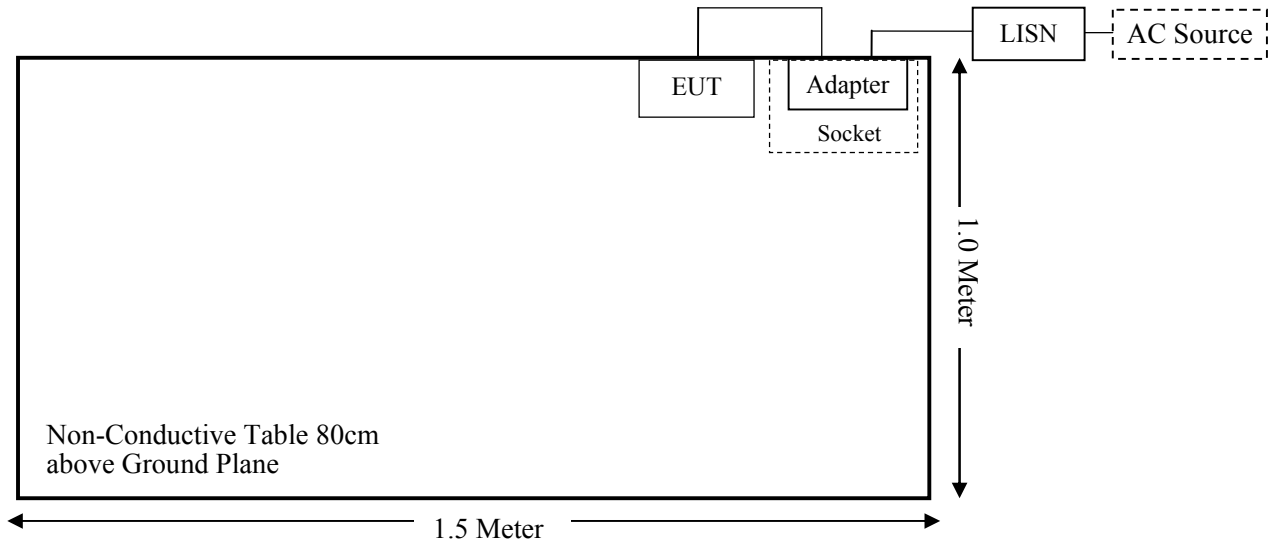 LISN
AC Source
EUT
Adapter
Socket
1.0 Meter
Non-Conductive Table 80cm
above Ground Plane
1.5 Meter